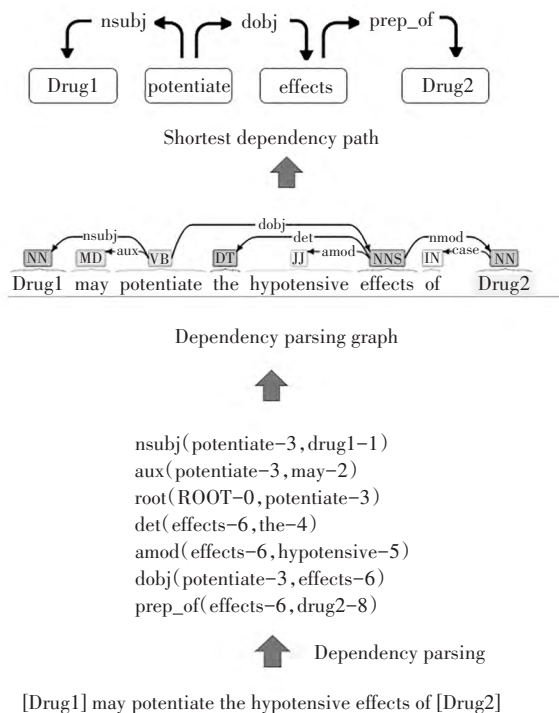 nsubj dobj prep_of
Drug1 potentiate effects Drug2
Shortest dependency path
dobj
nsubj det nmod
aux amod case
NN MD VB DT JJ NNS IN NN
Drug1 may potentiate the hypotensive effects of Drug2
Dependency parsing graph
nsubj(potentiate-3,drug1-1)
aux(potentiate-3,may-2)
root(ROOT-0,potentiate-3)
det(effects-6,the-4)
amod(effects-6,hypotensive-5)
dobj(potentiate-3,effects-6)
prep_of(effects-6,drug2-8)
Dependency parsing
[Drug1] may potentiate the hypotensive effects of [Drug2]